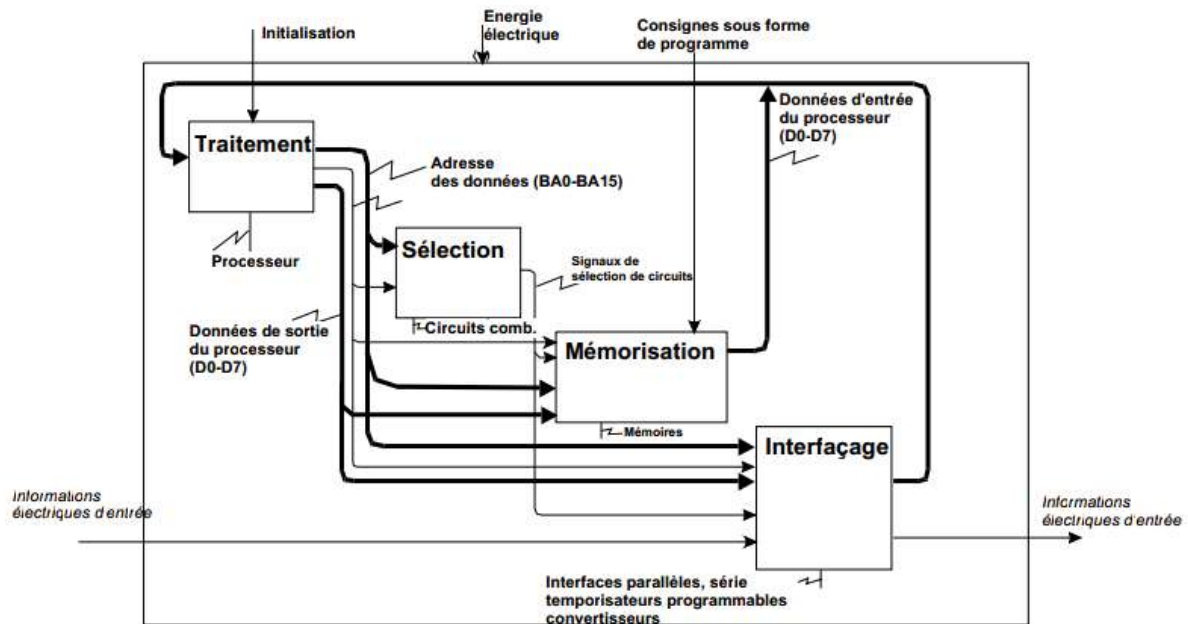 Initialisation
Energie
électrique
Consignes sous forme
de programme
Données d'entrée
du processeur
(D0-D7)
Traitement
Adresse
des données (BA0-BA15)
Processeur
Sélection
Signaux de
sélection de circuits
Circuits comb.
Données de sortie
du processeur
(D0-D7)
Mémorisation
Mémoires
Interfaçage
Informations
électriques d'entrée
Informations
électriques d'entrée
Interfaces parallèles, série
temporisateurs programmables
convertisseurs